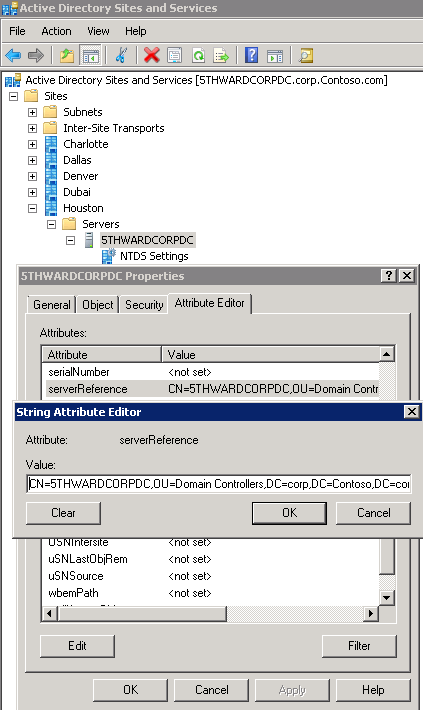 Active Directory Sites and Services
File Action View Help
Active Directory Sites and Services [5THWARDCORPDC.corp.Contoso.com]
Sites
Subnets
Inter-Site Transports
Charlotte
Dallas
Denver
Dubai
Houston
Servers
5THWARDCORPDC
NTDS Settings
5THWARDCORPDC Properties
General Object Security Attribute Editor
Attributes:
Attribute Value
serialNumber <not set>
serverReference CN=5THWARDCORPDC,OU=Domain Contr
String Attribute Editor
Attribute: serverReference
Value:
CN=5THWARDCORPDC,OU=Domain Controllers,DC=corp,DC=Contoso,DC=cor
Clear OK Cancel
uSNIntersite <not set>
uSNLastObjRem <not set>
uSNSource <not set>
wbemPath <not set>
Edit Filter
OK Cancel Apply Help